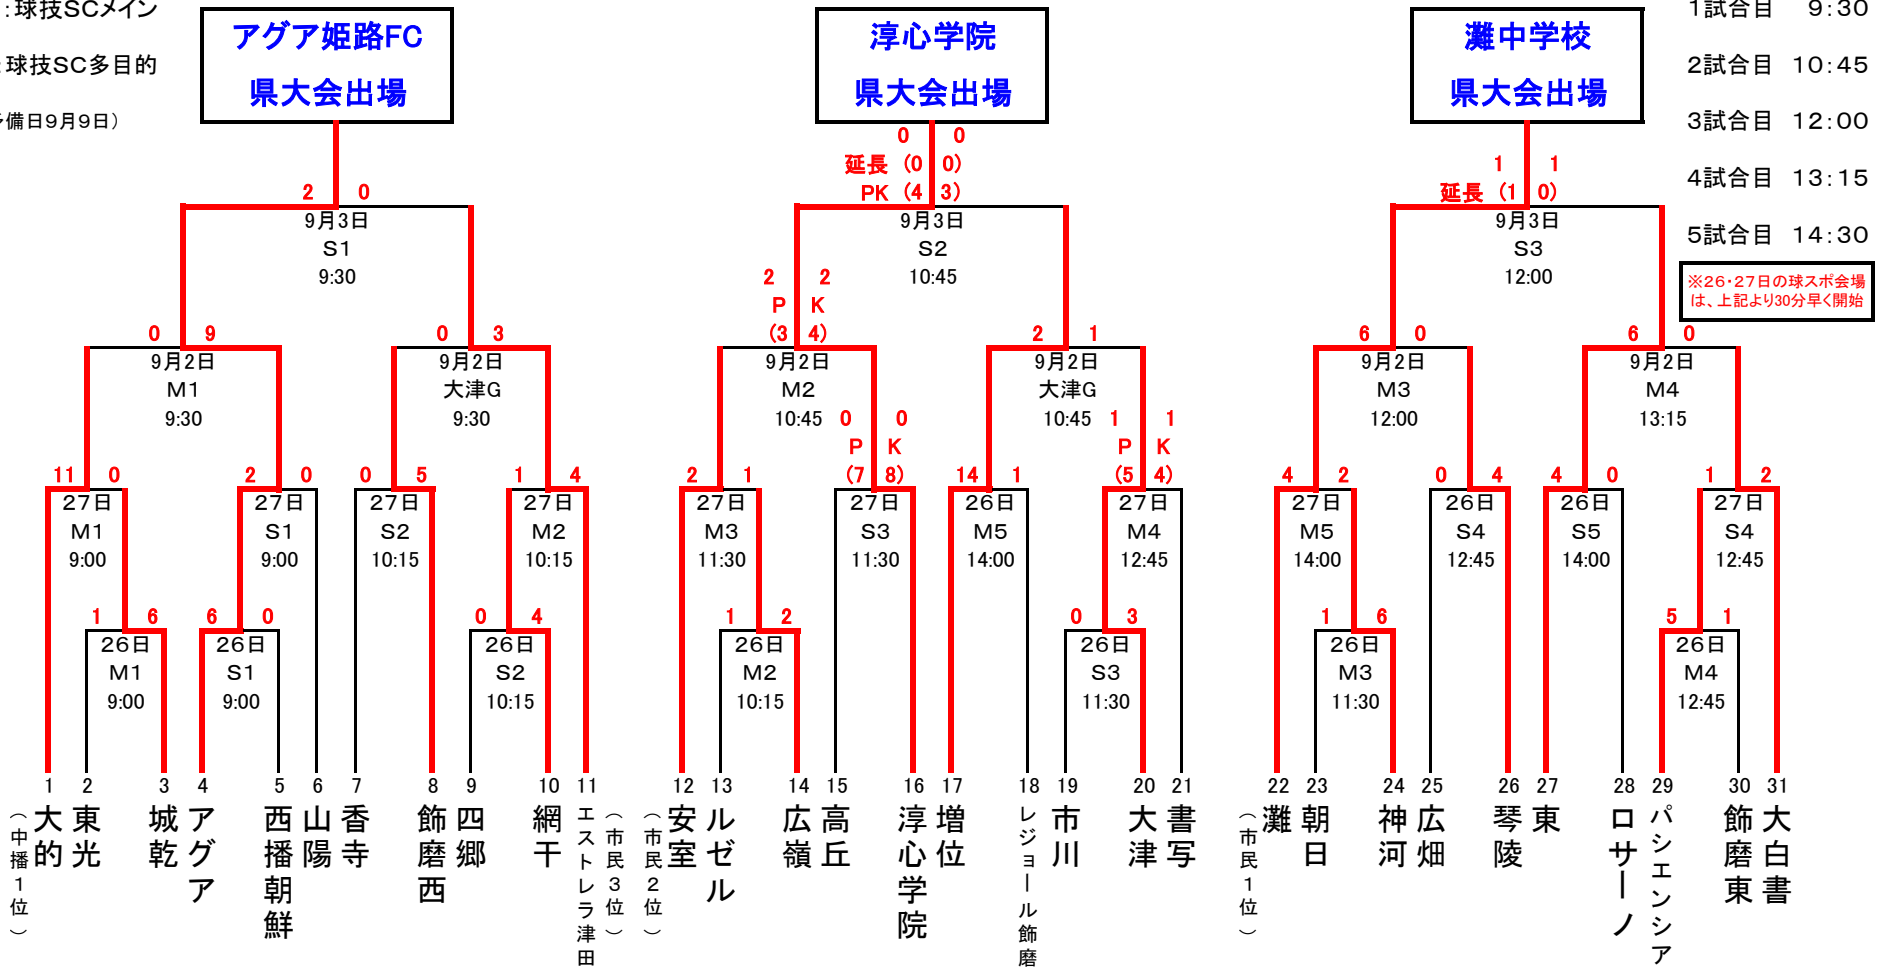 :球技SCメイン
:球技SC多目的
備日9月9日）
アグア姫路FC
県大会出場
淳心学院
県大会出場
灘中学校
県大会出場
1試合目 9:30
2試合目 10:45
3試合目 12:00
4試合目 13:15
5試合目 14:30
※26・27日の球スポ会場
は、上記より30分早く開始
2 0
9月3日
S1
9:30
0 0
延長 (0 0)
PK (4 3)
9月3日
S2
10:45
1 1
延長 (1 0)
9月3日
S3
12:00
0 9
9月2日
M1
9:30
0 3
9月2日
大津G
9:30
2 2
P K
(3 4)
9月2日
M2
10:45
2 1
9月2日
大津G
10:45
6 0
9月2日
M3
12:00
6 0
9月2日
M4
13:15
11 0
27日
M1
9:00
2 0
27日
S1
9:00
0 5
27日
S2
10:15
1 4
27日
M2
10:15
2 1
27日
M3
11:30
0 0
P K
(7 8)
27日
S3
11:30
14 1
26日
M5
14:00
1 1
P K
(5 4)
27日
M4
12:45
4 2
27日
M5
14:00
0 4
26日
S4
12:45
4 0
26日
S5
14:00
1 2
27日
S4
12:45
1 6
26日
M1
9:00
6 0
26日
S1
9:00
0 4
26日
S2
10:15
1 2
26日
M2
10:15
0 3
26日
S3
11:30
1 6
26日
M3
11:30
5 1
26日
M4
12:45
1 2 3 4 5 6 7 8 9 10 11 12 13 14 15 16 17 18 19 20 21 22 23 24 25 26 27 28 29 30 31
（中播1位）
大的
東光
城乾
アグア
西播朝鮮
山陽
香寺
飾磨西
四郷
網干
エストレラ津田
（市民3位）
（市民2位）
安室
ルゼル
広嶺
高丘
淳心学院
増位
レジョール飾磨
市川
大津
書写
（市民1位）
灘
朝日
神河
広畑
琴陵
東
ロサーノ
パシエンシア
飾磨東
大白書